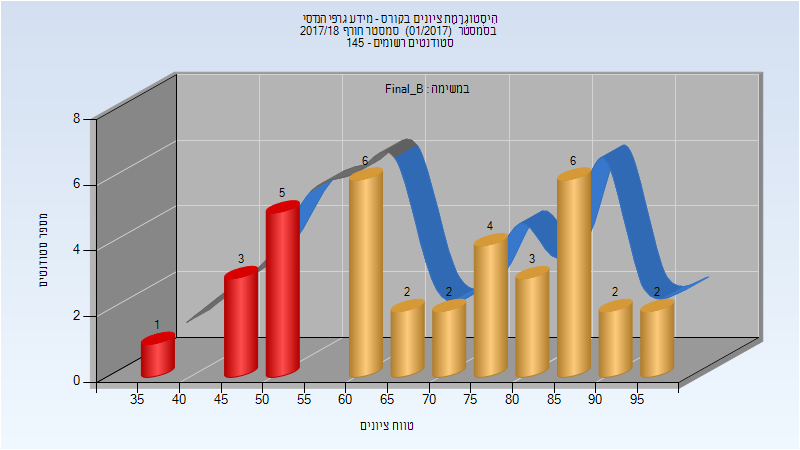 היסטוגרמת ציונים בקורס - מידע גרפי תנדסי
בסמסטר (01/2017) סמסטר חורף 2017/18
סטודנטים רשומים - 145
במשימה : Final_B
מספר סטודנטים
8
6
4
2
0
1
3
5
6
2
2
4
3
6
2
2
35 40 45 50 55 60 65 70 75 80 85 90 95
טווח ציונים